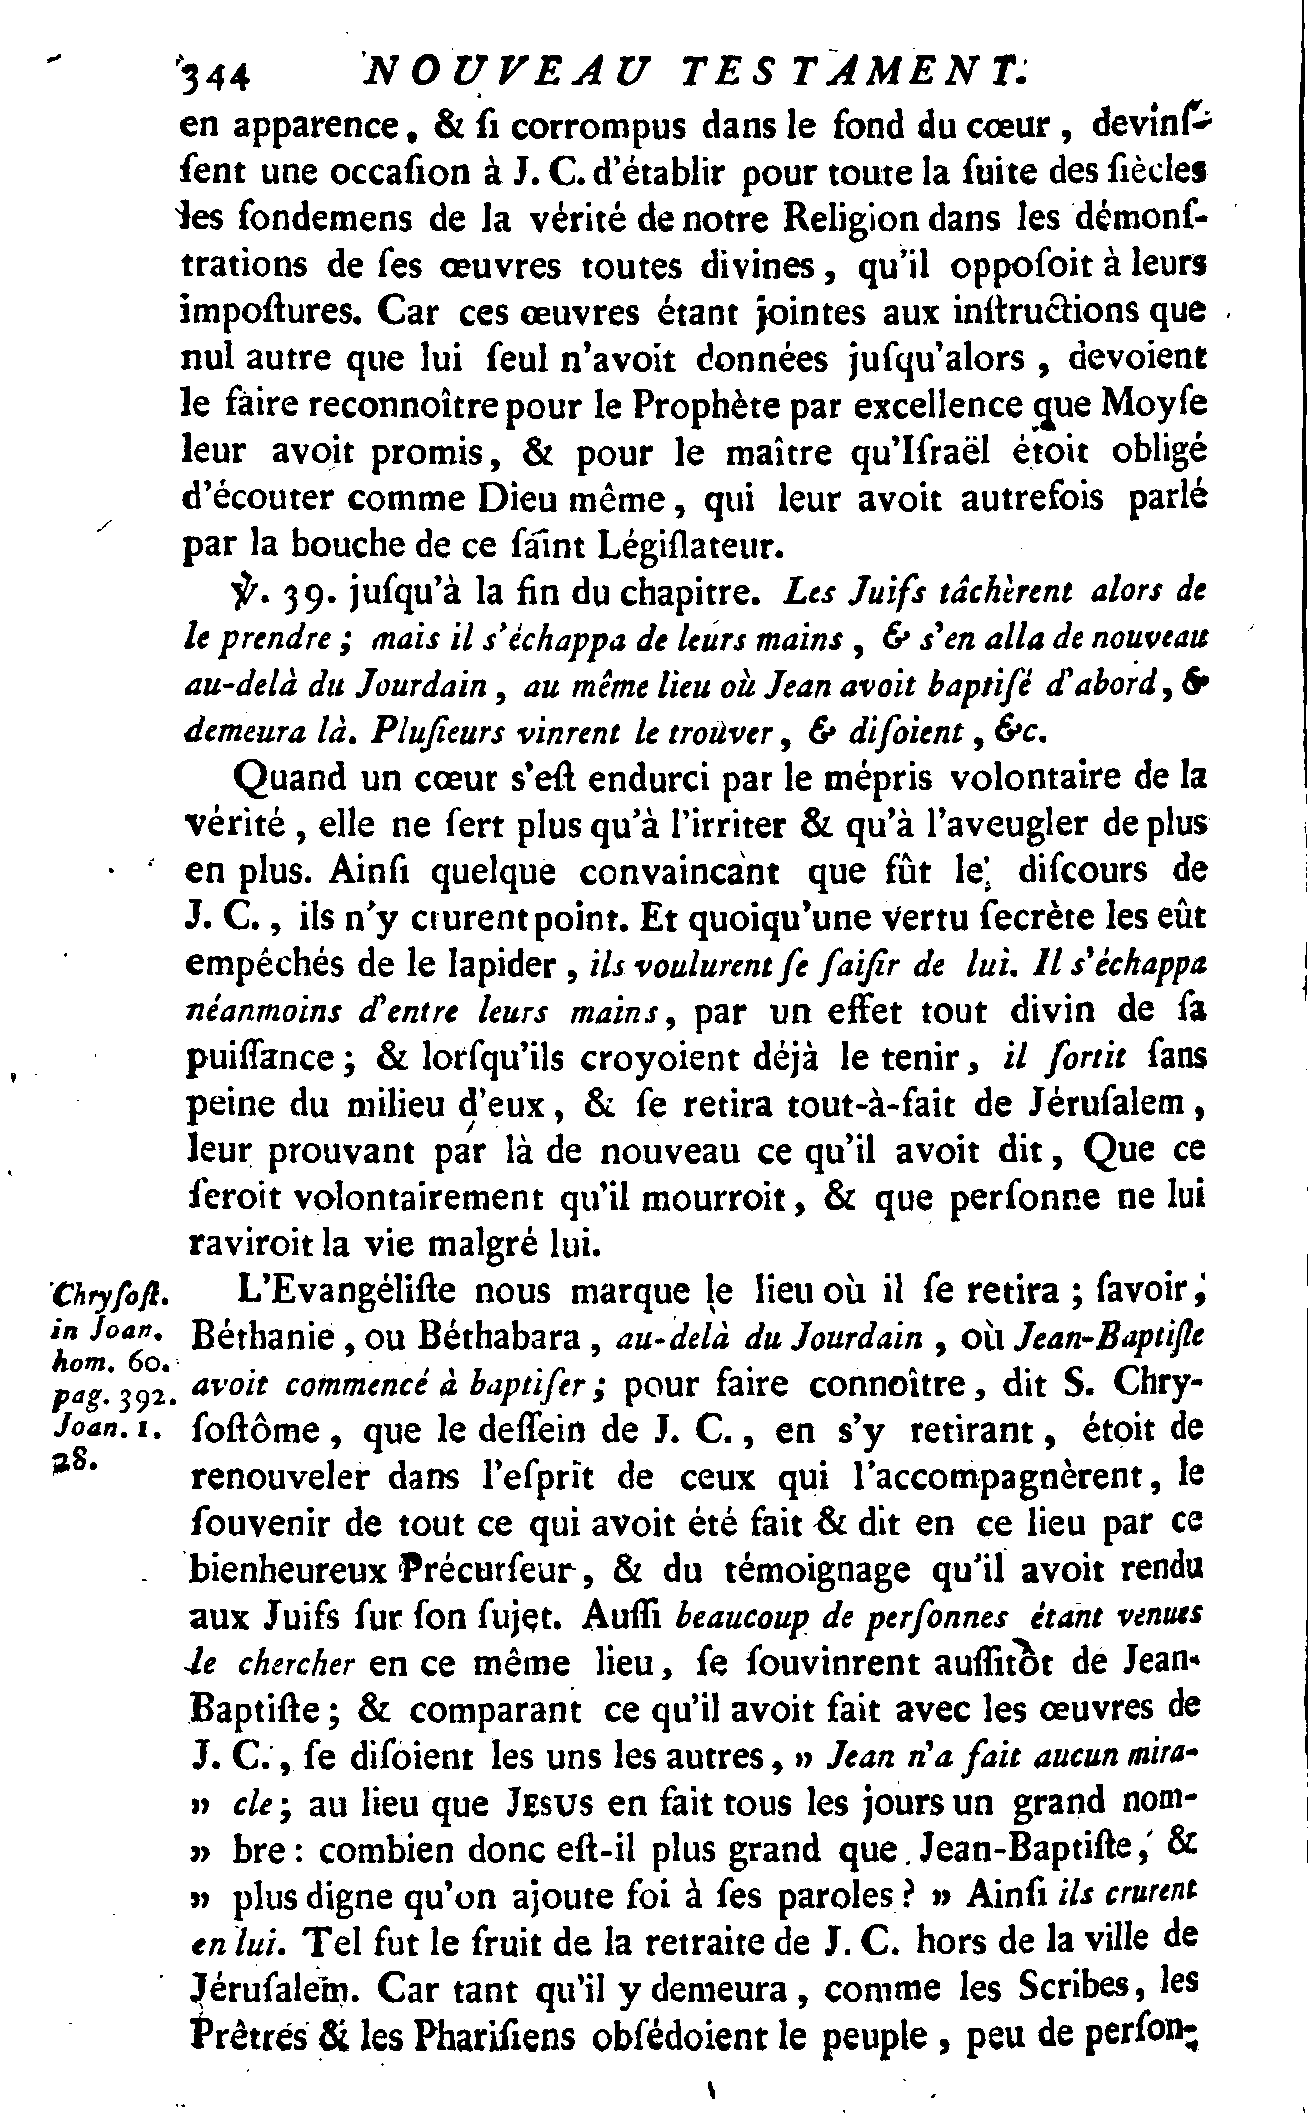 344 NOUVEAU TESTAMENT.
en apparence, & ſi corrompus dans le fond du cœur, devinſ-
ſent une occaſion à J. C. d'établir pour toute la ſuite des ſiècles
les fondemens de la vérité de notre Religion dans les démonſ-
trations de ſes œuvres toutes divines, qu'il oppoſoit à leurs
impoſtures. Car ces œuvres étant jointes aux inſtructions que
nul autre que lui ſeul n'avoit données juſqu'alors, devoient
le faire reconnoître pour le Prophète par excellence que Moyſe
leur avoit promis, & pour le maître qu'Iſraël étoit obligé
d'écouter comme Dieu même, qui leur avoit autrefois parlé
par la bouche de ce ſaint Légiſlateur.
℣. 39. juſqu'à la fin du chapitre. Les Juifs tâchèrent alors de
le prendre; mais il s'échappa de leurs mains, & s'en alla de nouveau
au-delà du Jourdain, au même lieu où Jean avoit baptiſé d'abord, &
demeura là. Pluſieurs vinrent le trouver, & diſoient, &c.
Quand un cœur s'eſt endurci par le mépris volontaire de la
vérité, elle ne ſert plus qu'à l'irriter & qu'à l'aveugler de plus
en plus. Ainſi quelque convaincant que fût le diſcours de
J. C., ils n'y crurent point. Et quoiqu'une vertu ſecrète les eût
empéchés de le lapider, ils voulurent ſe ſaiſir de lui. Il s'échappa
néanmoins d'entre leurs mains, par un effet tout divin de ſa
puiſſance; & lorſqu'ils croyoient déjà le tenir, il ſortit ſans
peine du milieu d'eux, & ſe retira tout-à-fait de Jéruſalem,
leur prouvant par là de nouveau ce qu'il avoit dit, Que ce
ſeroit volontairement qu'il mourroit, & que perſonne ne lui
raviroit la vie malgré lui.
L'Evangéliſte nous marque le lieu où il ſe retira; ſavoir,
Béthanie, ou Béthabara, au-delà du Jourdain, où Jean-Baptiſte
avoit commencé à baptiſer; pour faire connoître, dit S. Chry-
ſoſtôme, que le deſſein de J. C., en s'y retirant, étoit de
renouveler dans l'eſprit de ceux qui l'accompagnèrent, le
ſouvenir de tout ce qui avoit été fait & dit en ce lieu par ce
bienheureux Précurſeur, & du témoignage qu'il avoit rendu
aux Juifs ſur ſon ſujet. Auſſi beaucoup de perſonnes étant venues
le chercher en ce même lieu, ſe ſouvinrent auſſitôt de Jean-
Baptiſte; & comparant ce qu'il avoit fait avec les œuvres de
J. C., ſe diſoient les uns les autres, » Jean n'a fait aucun mira-
» cle; au lieu que JESUS en fait tous les jours un grand nom-
» bre: combien donc eſt-il plus grand que Jean-Baptiſte, &
» plus digne qu'on ajoute foi à ſes paroles? » Ainſi ils crurent
en lui. Tel fut le fruit de la retraite de J. C. hors de la ville de
Jéruſalem. Car tant qu'il y demeura, comme les Scribes, les
Prêtres & les Phariſiens obſédoient le peuple, peu de perſon-
Chryſoſt.
in Joan.
hom. 60.
pag. 392.
Joan. 1.
28.